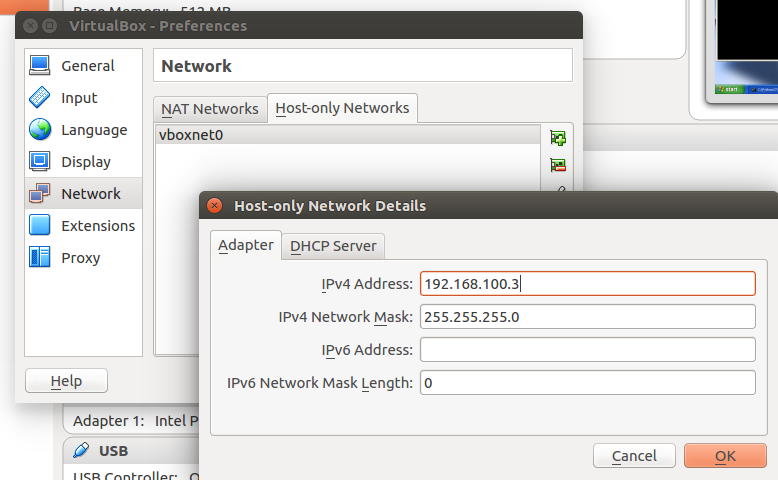 Base Memory: 512 MB
VirtualBox - Preferences
General
Input
Language
Display
Network
Extensions
Proxy
Help
Network
NAT Networks
Host-only Networks
vboxnet0
start
Host-only Network Details
Adapter
DHCP Server
IPv4 Address: 192.168.100.3
IPv4 Network Mask: 255.255.255.0
IPv6 Address:
IPv6 Network Mask Length: 0
Cancel
OK
Adapter 1: Intel P
USB
USB Controller: